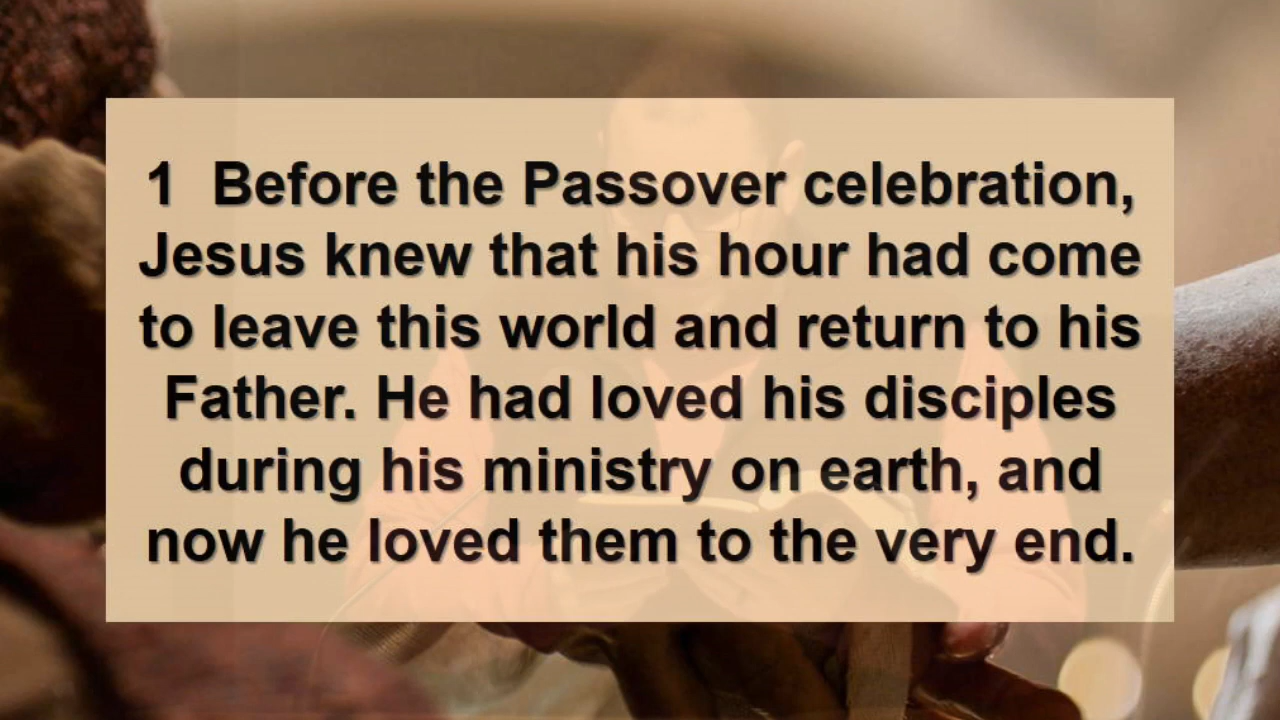 1 Before the Passover celebration,
Jesus knew that his hour had come
to leave this world and return to his
Father. He had loved his disciples
during his ministry on earth, and
now he loved them to the very end.